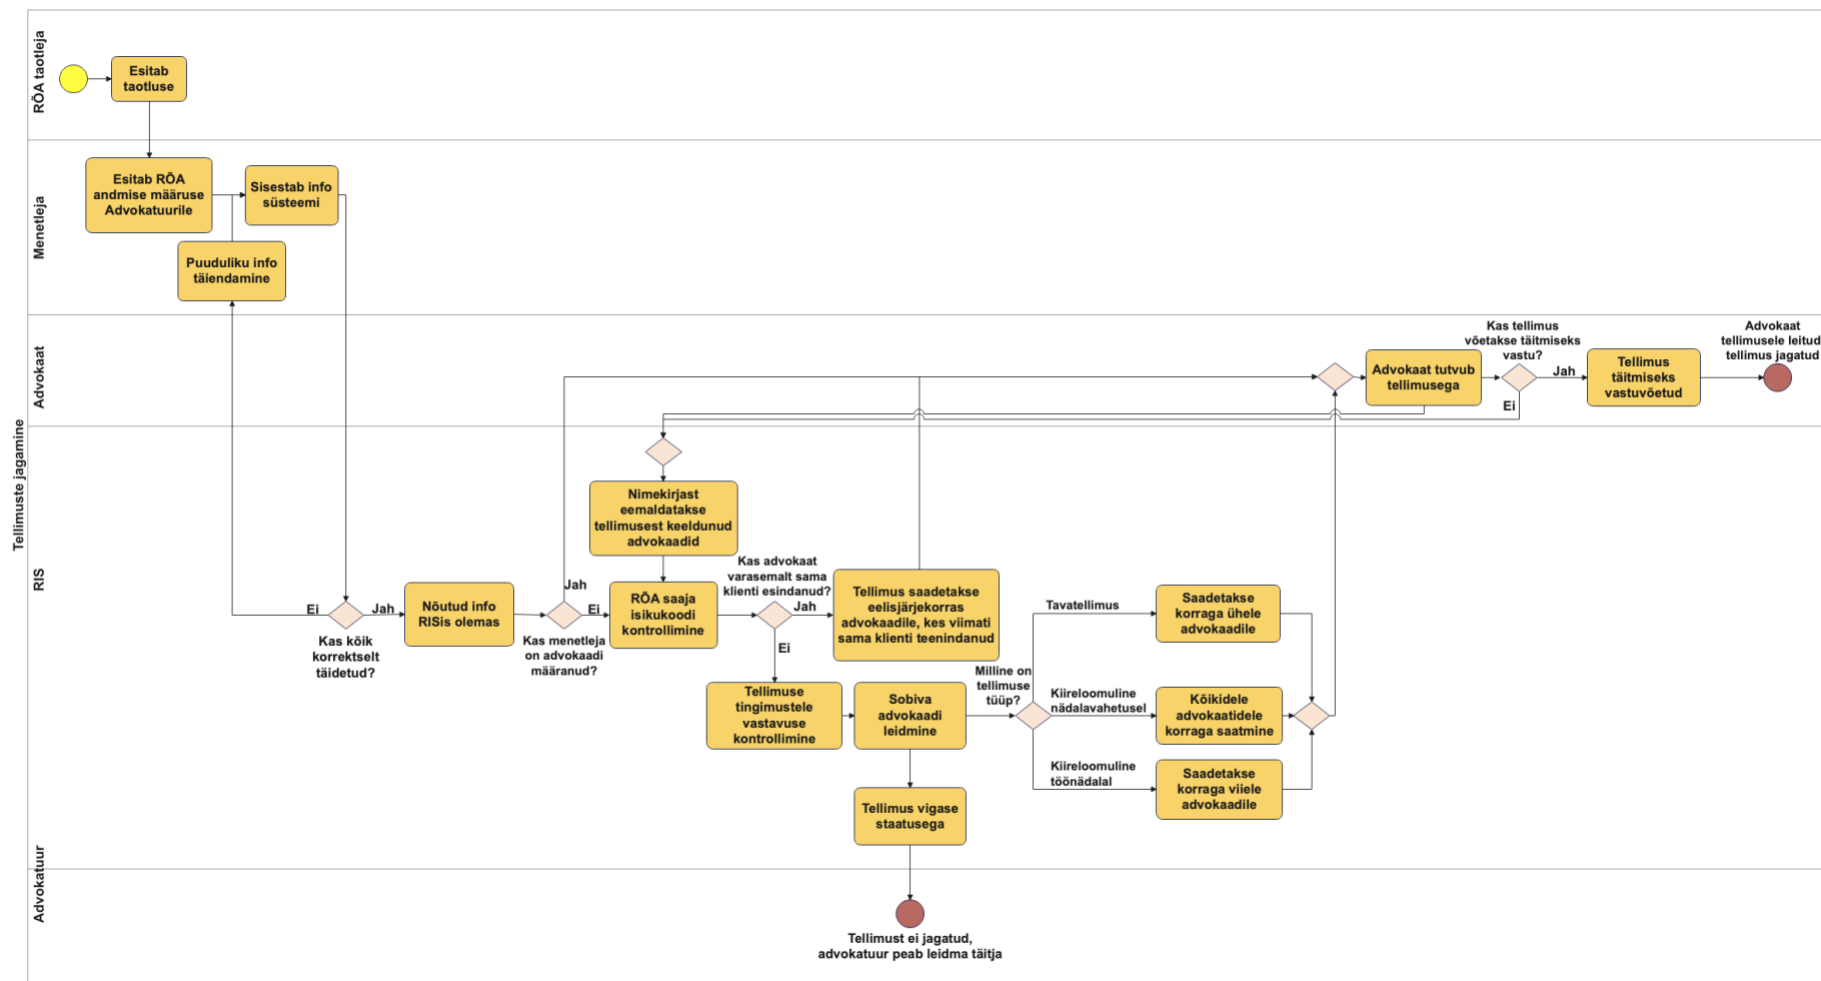 Tellimuste jagamine
RÕA taotleja
Esitab
taotluse
Menetleja
Esitab RÕA
andmise määruse
Advokatuurile
Sisestab info
süsteemi
Puuduliku info
täiendamine
Advokaat
Advokaat tutvub
tellimusega
Kas tellimus
võetakse täitmiseks
vastu?
Jah
Ei
Tellimus
täitmiseks
vastuvõetud
Advokaat
tellimusele leitud,
tellimus jagatud
RIS
Nimekirjast
eemaldatakse
tellimusest keeldunud
advokaadid
Ei
Jah
Kas kõik
korrektselt
täidetud?
Nõutud info
RISis olemas
Jah
Ei
Kas menetleja
on advokaadi
määranud?
RÕA saaja
isikukoodi
kontrollimine
Kas advokaat
varasemalt sama
klienti esindanud?
Jah
Ei
Tellimus saadetakse
eelisjärjekorras
advokaadile, kes viimati
sama klienti teenindanud
Tellimuse
tingimustele
vastavuse
kontrollimine
Sobiva
advokaadi
leidmine
Milline on
tellimuse
tüüp?
Tavatellimus
Saadetakse
korraga ühele
advokaadile
Kiireloomuline
nädalavahetusel
Kõikidele
advokaatidele
korraga saatmine
Kiireloomuline
töönädalal
Saadetakse
korraga viiele
advokaadile
Tellimus vigase
staatusega
Advokatuur
Tellimust ei jagatud,
advokatuur peab leidma täitja